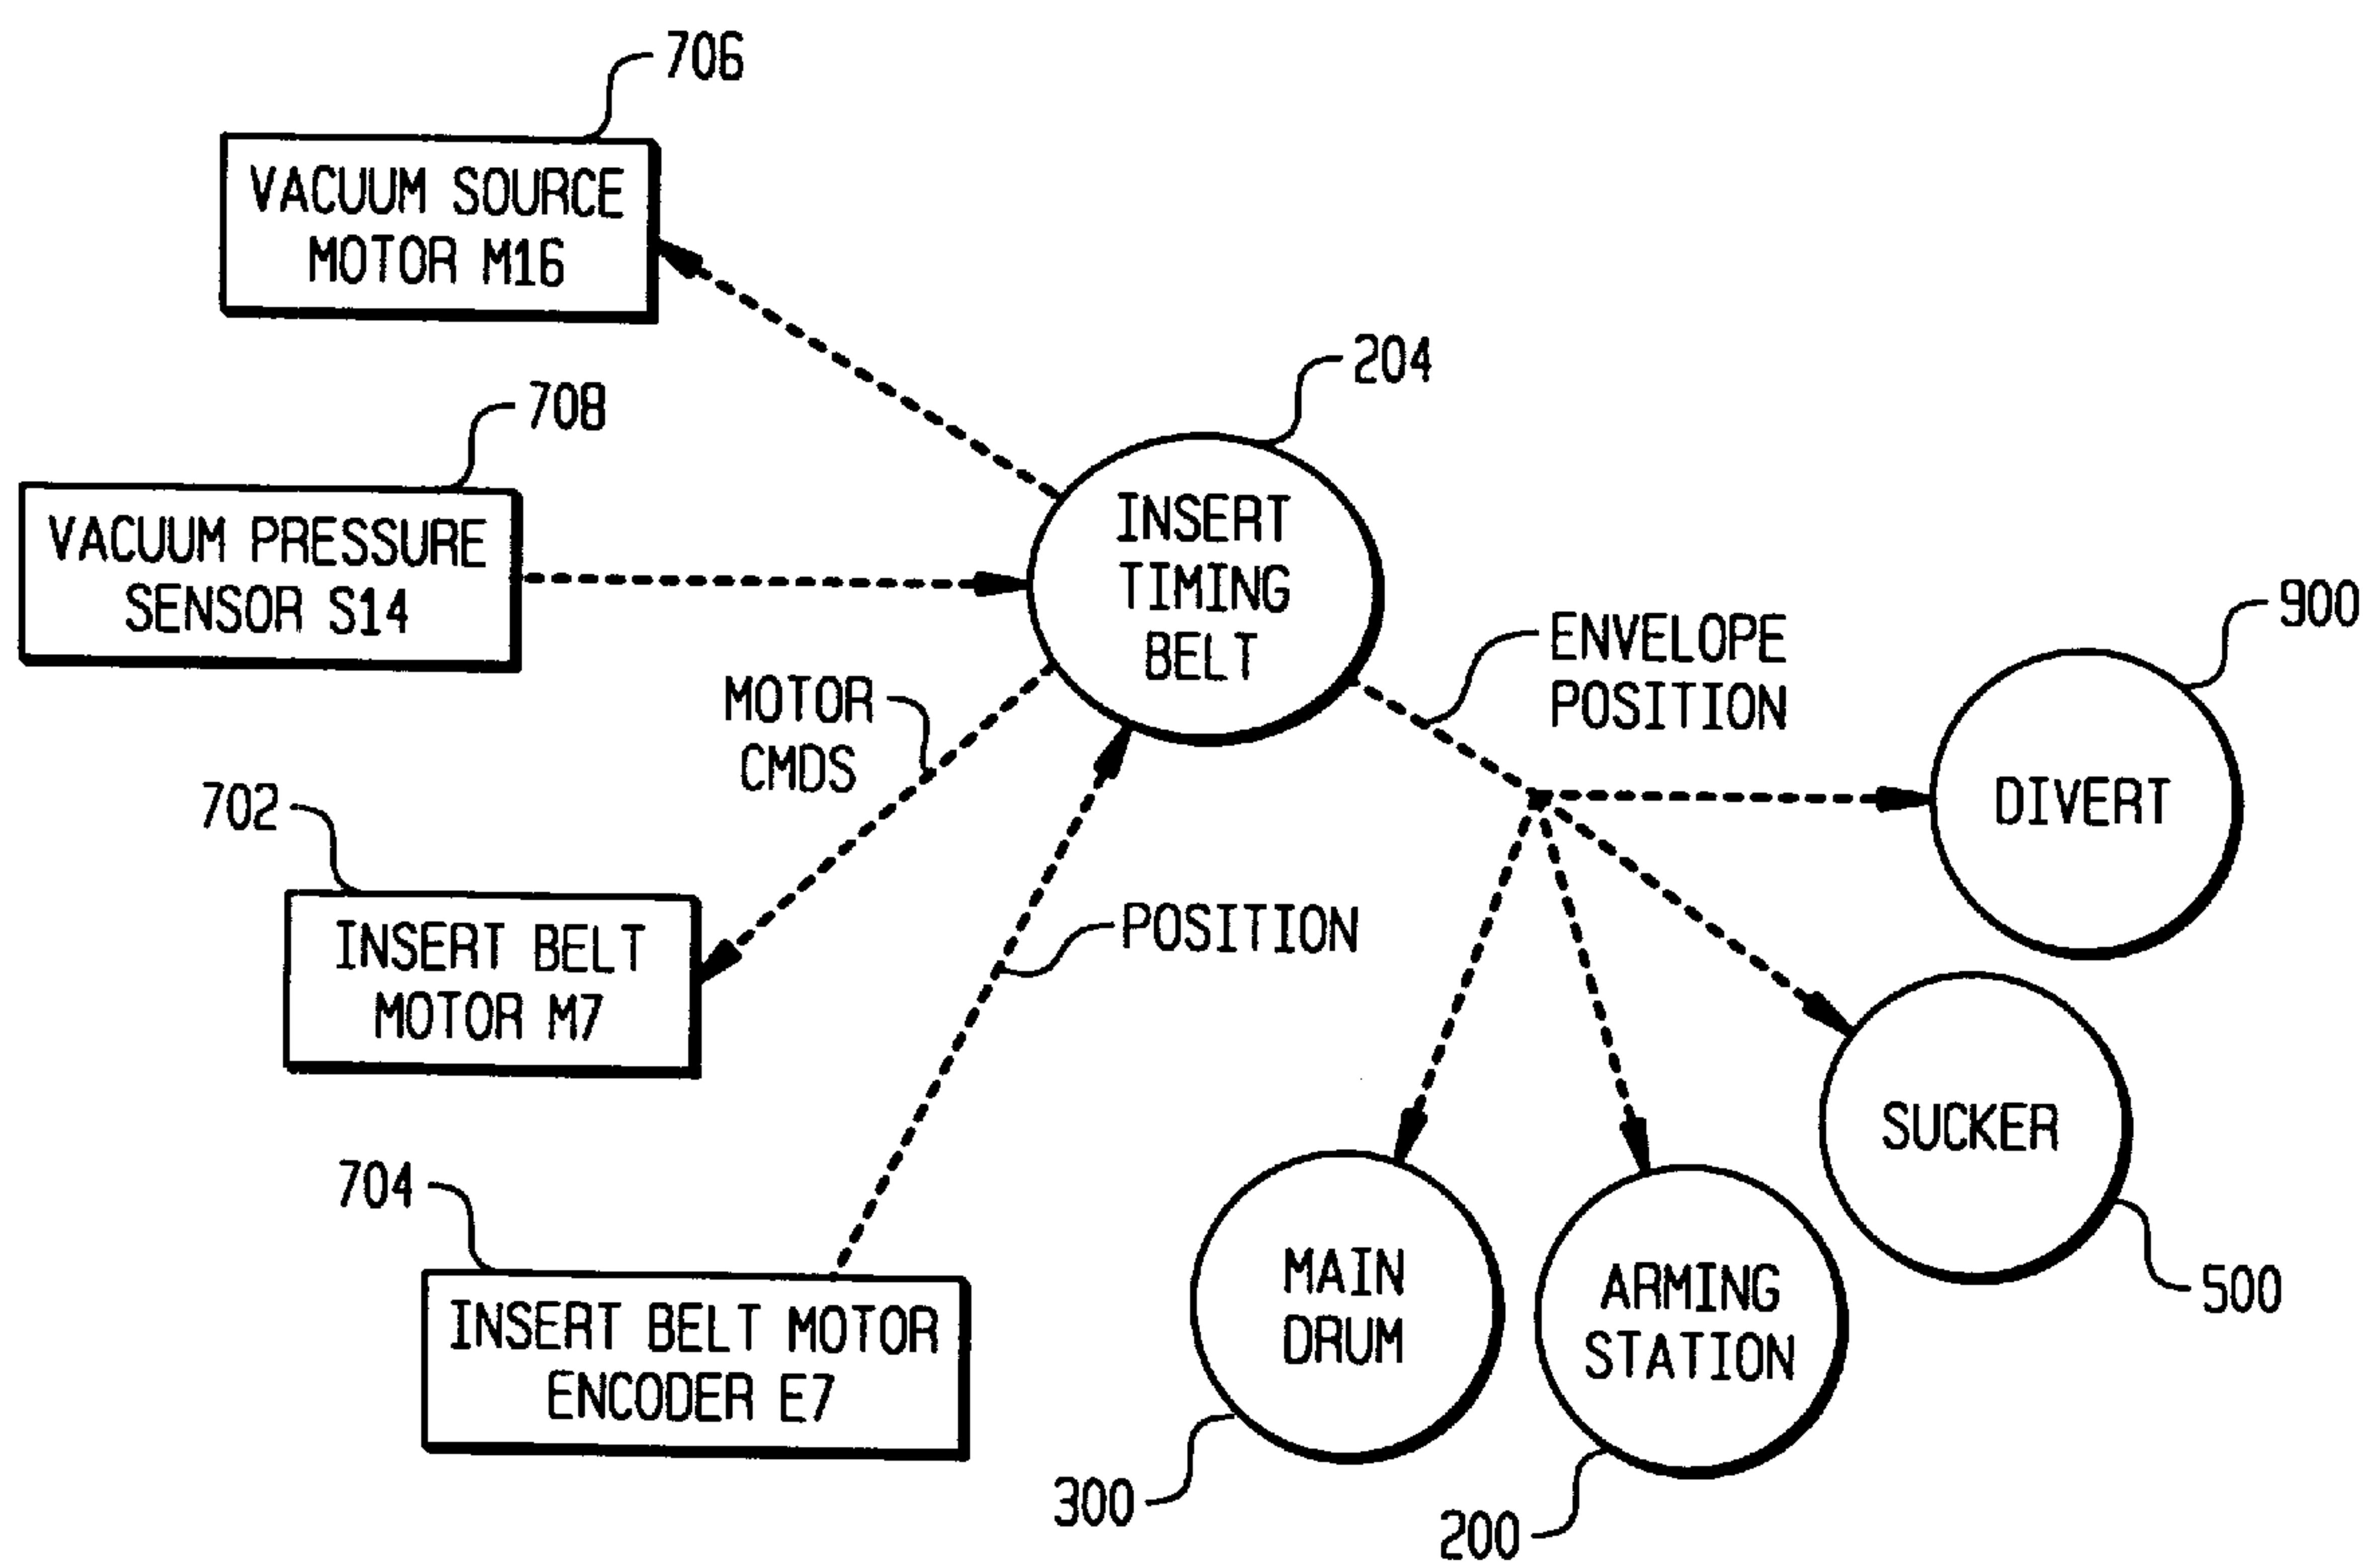 706
VACUUM SOURCE
MOTOR M16
204
708
VACUUM PRESSURE
SENSOR S14
INSERT
TIMING
BELT
900
ENVELOPE
POSITION
MOTOR
CMDS
DIVERT
702
INSERT BELT
MOTOR M7
POSITION
SUCKER
704
500
MAIN
DRUM
ARMING
STATION
INSERT BELT MOTOR
ENCODER E7
300
200